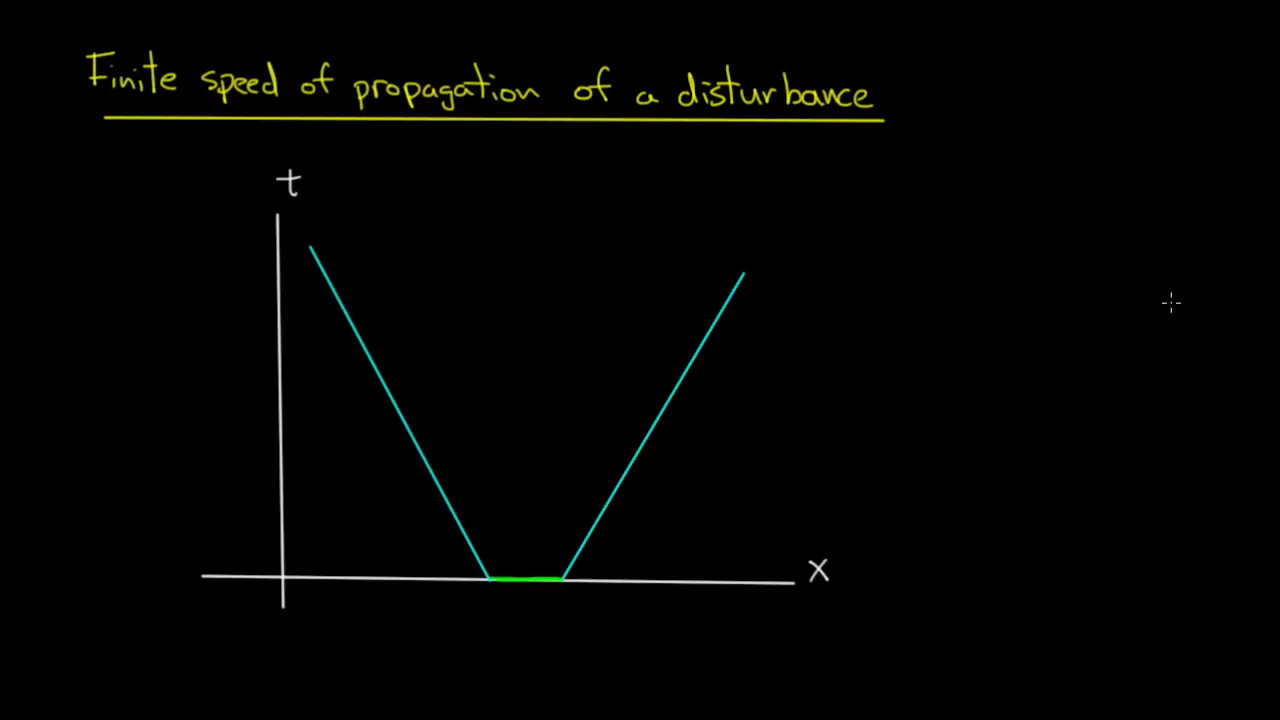 Finite speed of propagation of a disturbance
t
x